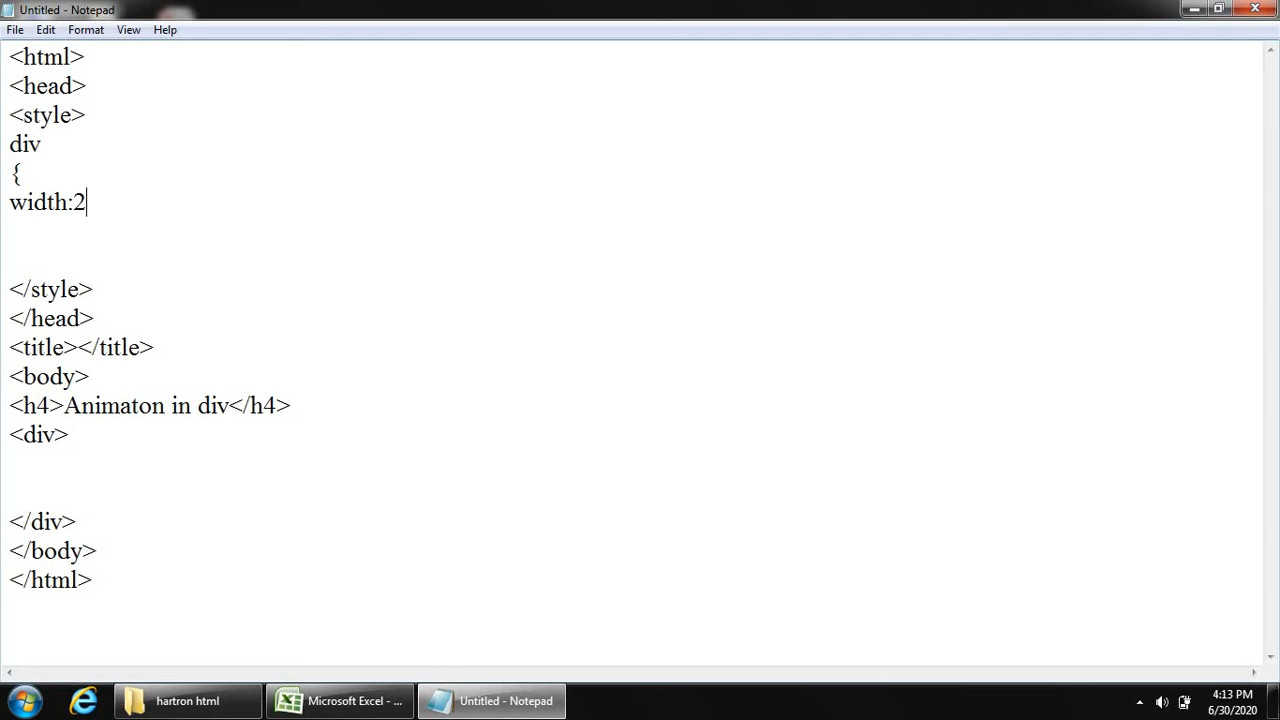 Untitled - Notepad
File Edit Format View Help
<html>
<head>
<style>
div
{
width:2
</style>
</head>
<title></title>
<body>
<h4>Animaton in div</h4>
<div>
</div>
</body>
</html>
hartron html
Microsoft Excel - ...
Untitled - Notepad
4:13 PM
6/30/2020